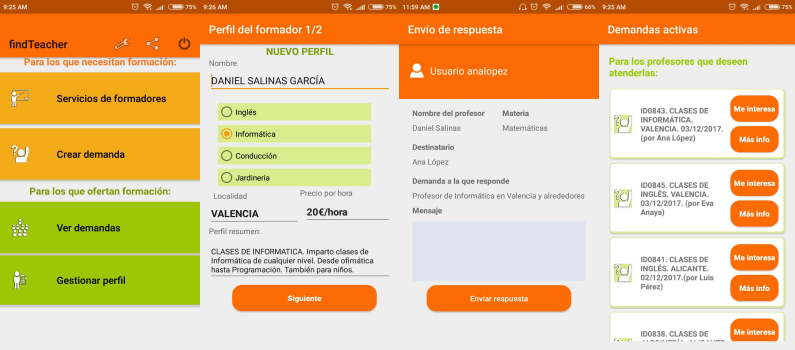 9:25 AM
75%
findTeacher
Para los que necesitan formación:
Servicios de formadores
Crear demanda
Para los que ofertan formación:
Ver demandas
Gestionar perfil
9:26 AM
75%
Perfil del formador 1/2
NUEVO PERFIL
Nombre
DANIEL SALINAS GARCÍA
Inglés
Informática
Conducción
Jardinería
Localidad
Precio por hora
VALENCIA
20€/hora
Perfil resumen:
CLASES DE INFORMATICA. Imparto clases de
Informática de cualquier nivel. Desde ofimática
hasta Programación. También para niños.
Siguiente
11:59 AM
66%
Envío de respuesta
Usuario analopez
Nombre del profesor
Materia
Daniel Salinas
Matemáticas
Destinatario
Ana López
Demanda a la que responde
Profesor de Informática en Valencia y alrededores
Mensaje
Enviar respuesta
9:25 AM
75%
Demandas activas
Para los profesores que deseen
atenderlas:
ID0843. CLASES DE
INFORMÁTICA.
VALENCIA. 03/12/2017.
(por Ana López)
Me interesa
Más info
ID0845. CLASES DE
INGLÉS. VALENCIA.
03/12/2017. (por Eva
Anaya)
Me interesa
Más info
ID0841. CLASES DE
INGLÉS. ALICANTE.
02/12/2017.(por Luis
Pérez)
Me interesa
Más info
ID0838. CLASES DE
JARDINERÍA. ALICANTE
Me interesa